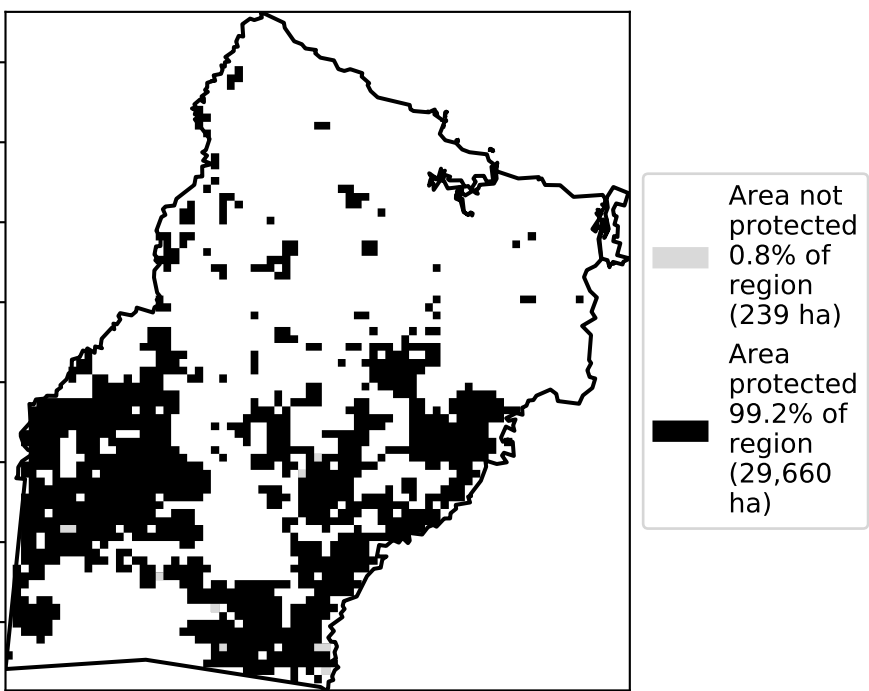 Area not
protected
0.8% of
region
(239 ha)
Area
protected
99.2% of
region
(29,660
ha)